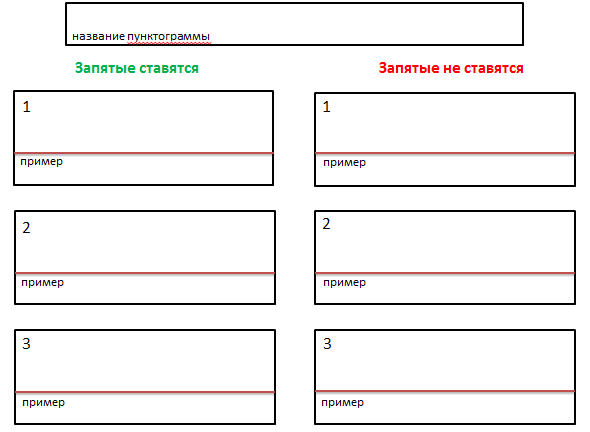 название пунктограммы
Запятые ставятся
Запятые не ставятся
1
пример
1
пример
2
пример
2
пример
3
пример
3
пример